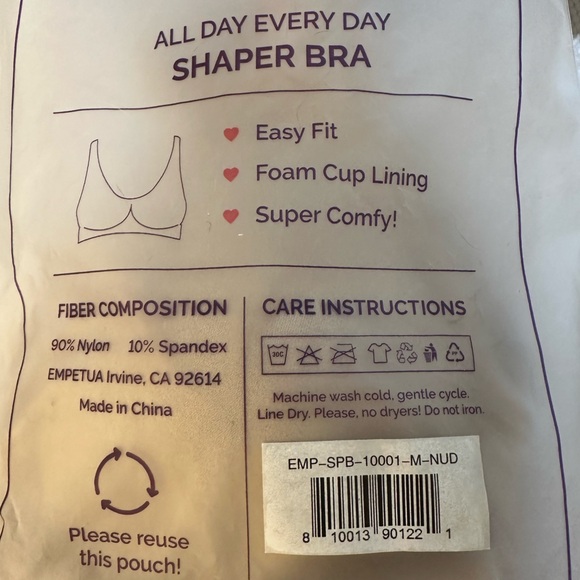 ALL DAY EVERY DAY
SHAPER BRA
Easy Fit
Foam Cup Lining
Super Comfy!
FIBER COMPOSITION
90% Nylon 10% Spandex
EMPETUA Irvine, CA 92614
Made in China
Please reuse
this pouch!
CARE INSTRUCTIONS
30C
Machine wash cold, gentle cycle.
Line Dry. Please, no dryers! Do not iron.
EMP-SPB-10001-M-NUD
8 10013 90122 1